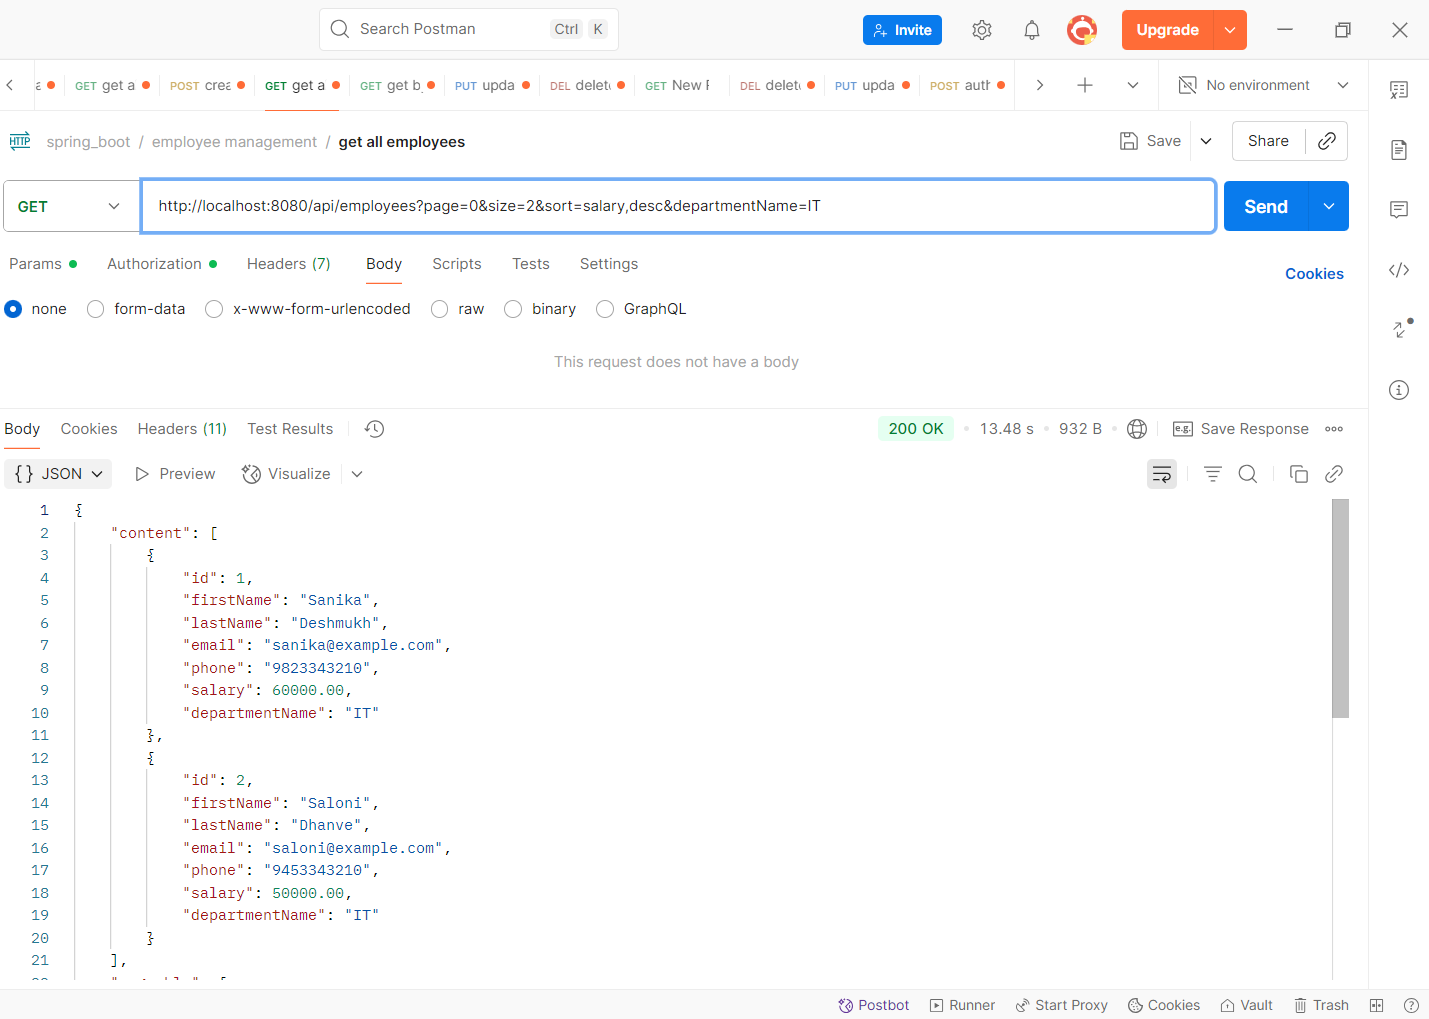 Search Postman Ctrl K Invite Upgrade
GET get a POST crea GET get a GET get b PUT upda DEL delet GET New DEL delet PUT upda POST auth No environment
HTTP spring_boot / employee management / get all employees Save Share
GET http://localhost:8080/api/employees?page=0&size=2&sort=salary,desc&departmentName=IT Send
Params Authorization Headers (7) Body Scripts Tests Settings Cookies
none form-data x-www-form-urlencoded raw binary GraphQL
This request does not have a body
Body Cookies Headers (11) Test Results 200 OK 13.48 s 932 B e.g. Save Response
{} JSON Preview Visualize
1 {
2 "content": [
3 {
4 "id": 1,
5 "firstName": "Sanika",
6 "lastName": "Deshmukh",
7 "email": "sanika@example.com",
8 "phone": "9823343210",
9 "salary": 60000.00,
10 "departmentName": "IT"
11 },
12 {
13 "id": 2,
14 "firstName": "Saloni",
15 "lastName": "Dhanve",
16 "email": "saloni@example.com",
17 "phone": "9453343210",
18 "salary": 50000.00,
19 "departmentName": "IT"
20 }
21 ],
Postbot Runner Start Proxy Cookies Vault Trash